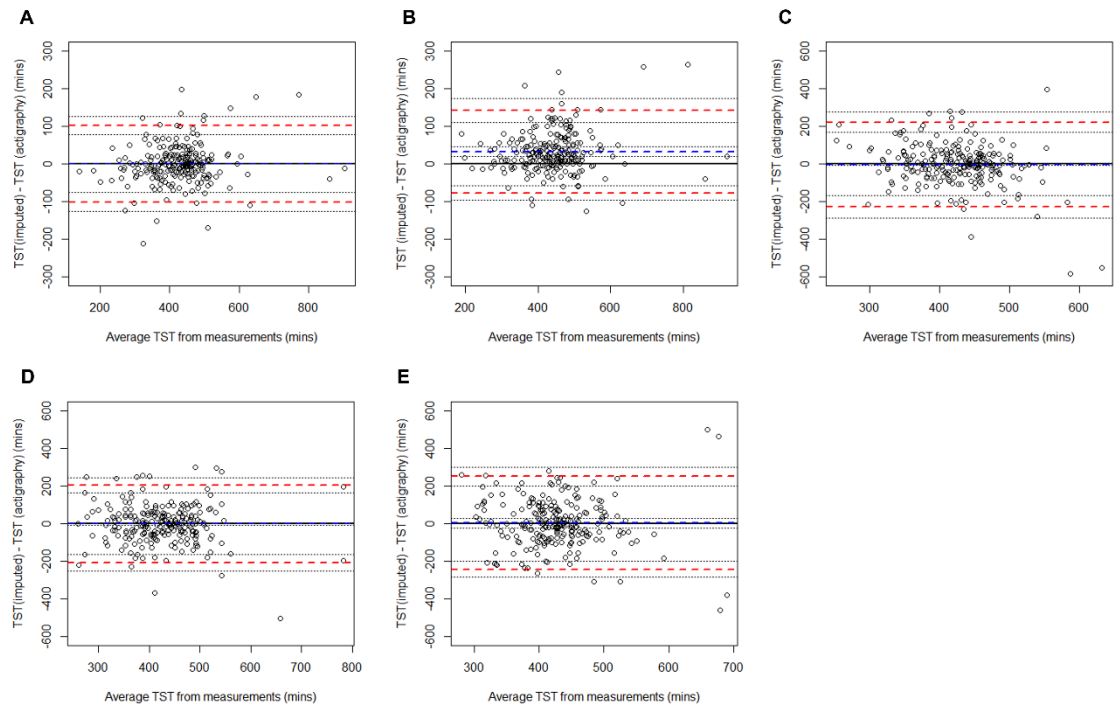 A
B
C
300
200
100
0
-100
-200
-300
TST(imputed) - TST (actigraphy) (mins)
200 400 600 800
Average TST from measurements (mins)
300
200
100
0
-100
-200
-300
TST (imputed) - TST (actigraphy) (mins)
200 400 600 800
Average TST from measurements (mins)
600
400
200
0
-200
-400
-600
TST(imputed) - TST (actigraphy) (mins)
300 400 500 600
Average TST from measurements (mins)
D
E
600
400
200
0
-200
-400
-600
TST(imputed) - TST (actigraphy) (mins)
300 400 500 600 700 800
Average TST from measurements (mins)
600
400
200
0
-200
-400
-600
TST(imputed) - TST (actigraphy) (mins)
300 400 500 600 700
Average TST from measurements (mins)